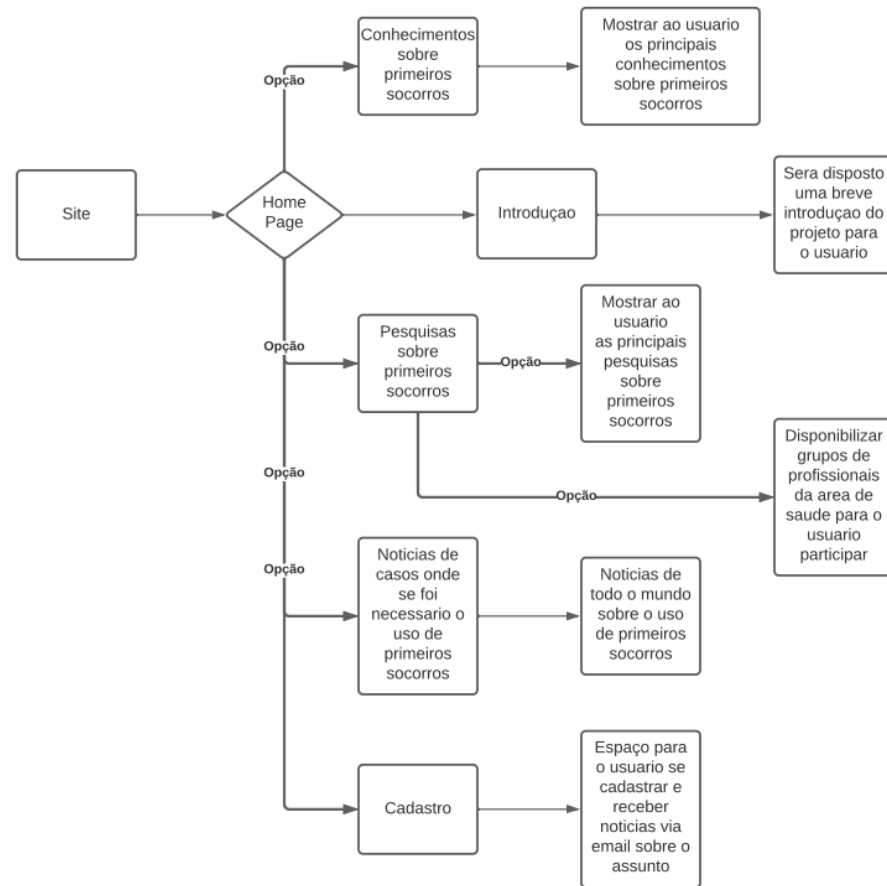 Conhecimentos
sobre
primeiros
socorros
Mostrar ao usuario
os principais
conhecimentos
sobre primeiros
socorros
Opção
Site
Home
Page
Introduçao
Sera disposto
uma breve
introduçao do
projeto para
o usuario
Opção
Pesquisas
sobre
primeiros
socorros
Opção
Mostrar ao
usuario
as principais
pesquisas
sobre
primeiros
socorros
Opção
Disponibilizar
grupos de
profissionais
da area de
saude para o
usuario
participar
Opção
Opção
Noticias de
casos onde
se foi
necessario o
uso de
primeiros
socorros
Noticias de
todo o mundo
sobre o uso
de primeiros
socorros
Cadastro
Espaço para
o usuario se
cadastrar e
receber
noticias via
email sobre o
assunto